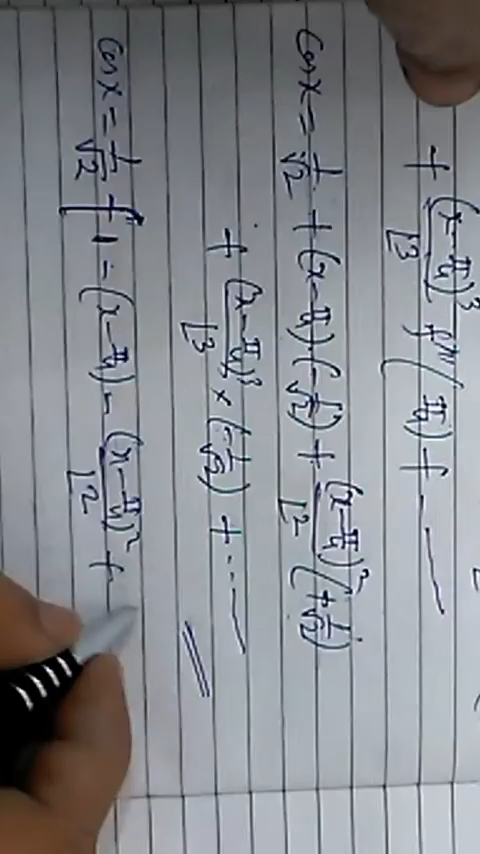 + (x-π/4)³/⌊3 f'''(π/4) + ...
Cos x = 1/√2 + (x-π/4).(-1/√2) + (x-π/4)²/⌊2 (+1/√2)
+ (x-π/4)³/⌊3 × (-1/√2) + ...
Cos x = 1/√2 [1 - (x-π/4) - (x-π/4)²/⌊2 +